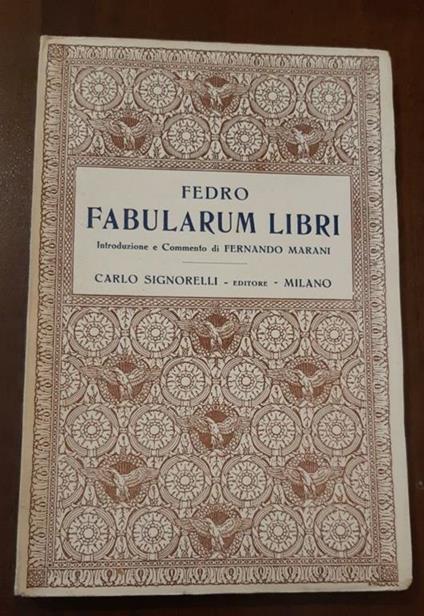 FEDRO
FABULARUM LIBRI
Introduzione e Commento di FERNANDO MARANI
CARLO SIGNORELLI - EDITORE - MILANO